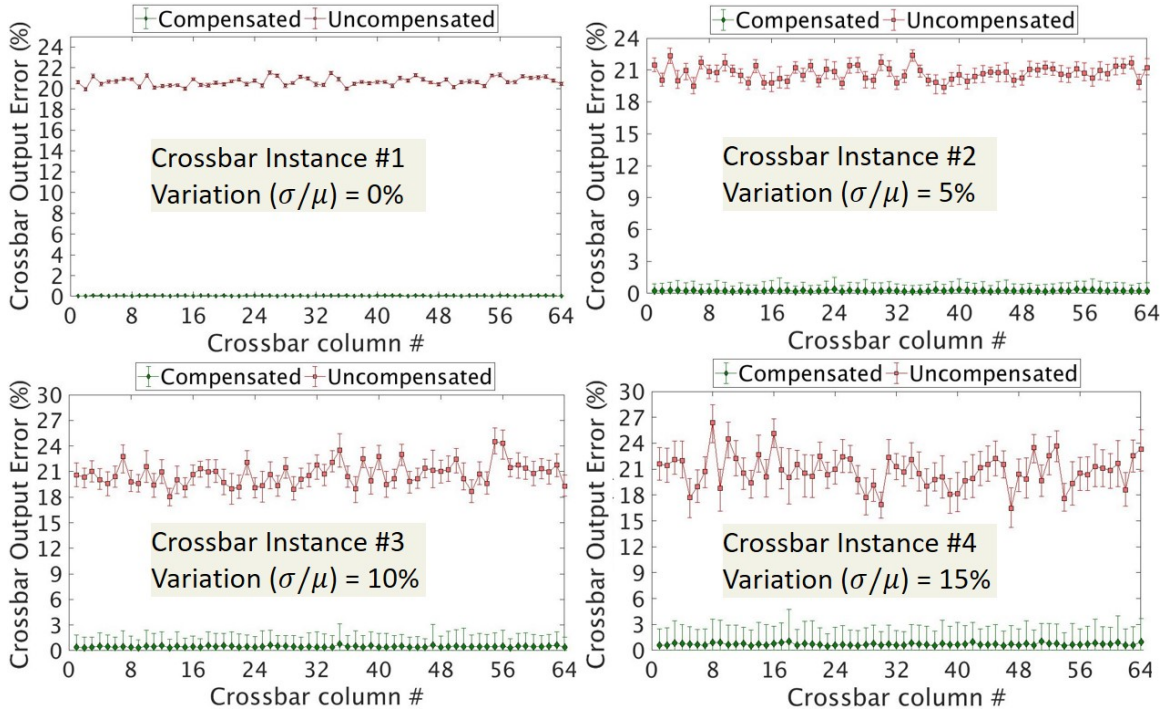 Compensated Uncompensated
Crossbar Output Error (%)
24
22
20
18
16
14
12
10
8
6
4
2
0
Crossbar Instance #1
Variation (σ/μ) = 0%
0 8 16 24 32 40 48 56 64
Crossbar column #
Compensated Uncompensated
Crossbar Output Error (%)
24
21
18
15
12
9
6
3
0
Crossbar Instance #2
Variation (σ/μ) = 5%
0 8 16 24 32 40 48 56 64
Crossbar column #
Compensated Uncompensated
Crossbar Output Error (%)
30
27
24
21
18
15
12
9
6
3
0
Crossbar Instance #3
Variation (σ/μ) = 10%
0 8 16 24 32 40 48 56 64
Crossbar column #
Compensated Uncompensated
Crossbar Output Error (%)
30
27
24
21
18
15
12
9
6
3
0
Crossbar Instance #4
Variation (σ/μ) = 15%
0 8 16 24 32 40 48 56 64
Crossbar column #